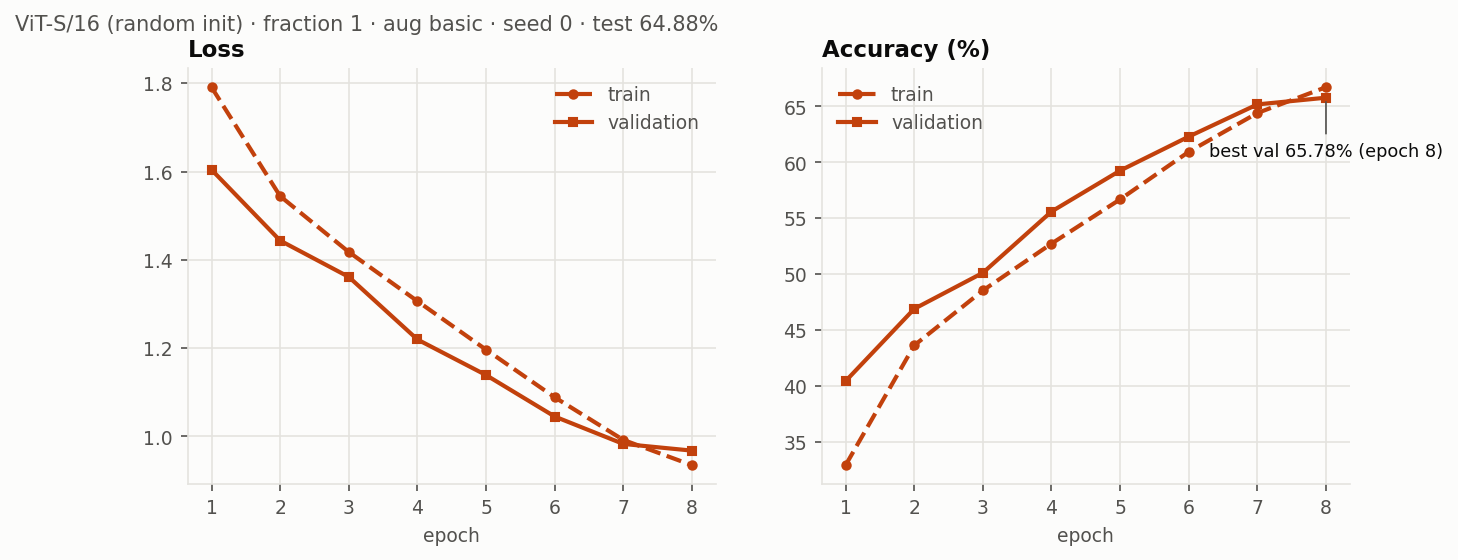 ViT-S/16 (random init) · fraction 1 · aug basic · seed 0 · test 64.88%
Loss
1.8
1.6
1.4
1.2
1.0
train
validation
1 2 3 4 5 6 7 8
epoch
Accuracy (%)
65
60
55
50
45
40
35
train
validation
best val 65.78% (epoch 8)
1 2 3 4 5 6 7 8
epoch